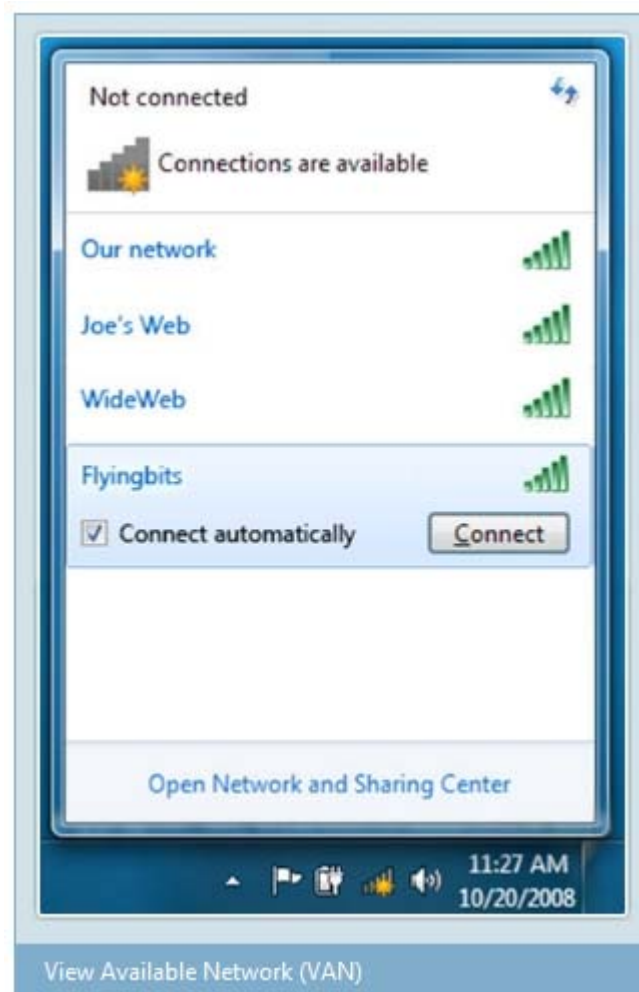 Not connected
Connections are available
Our network
Joe's Web
WideWeb
Flyingbits
Connect automatically
Connect
Open Network and Sharing Center
11:27 AM
10/20/2008
View Available Network (VAN)